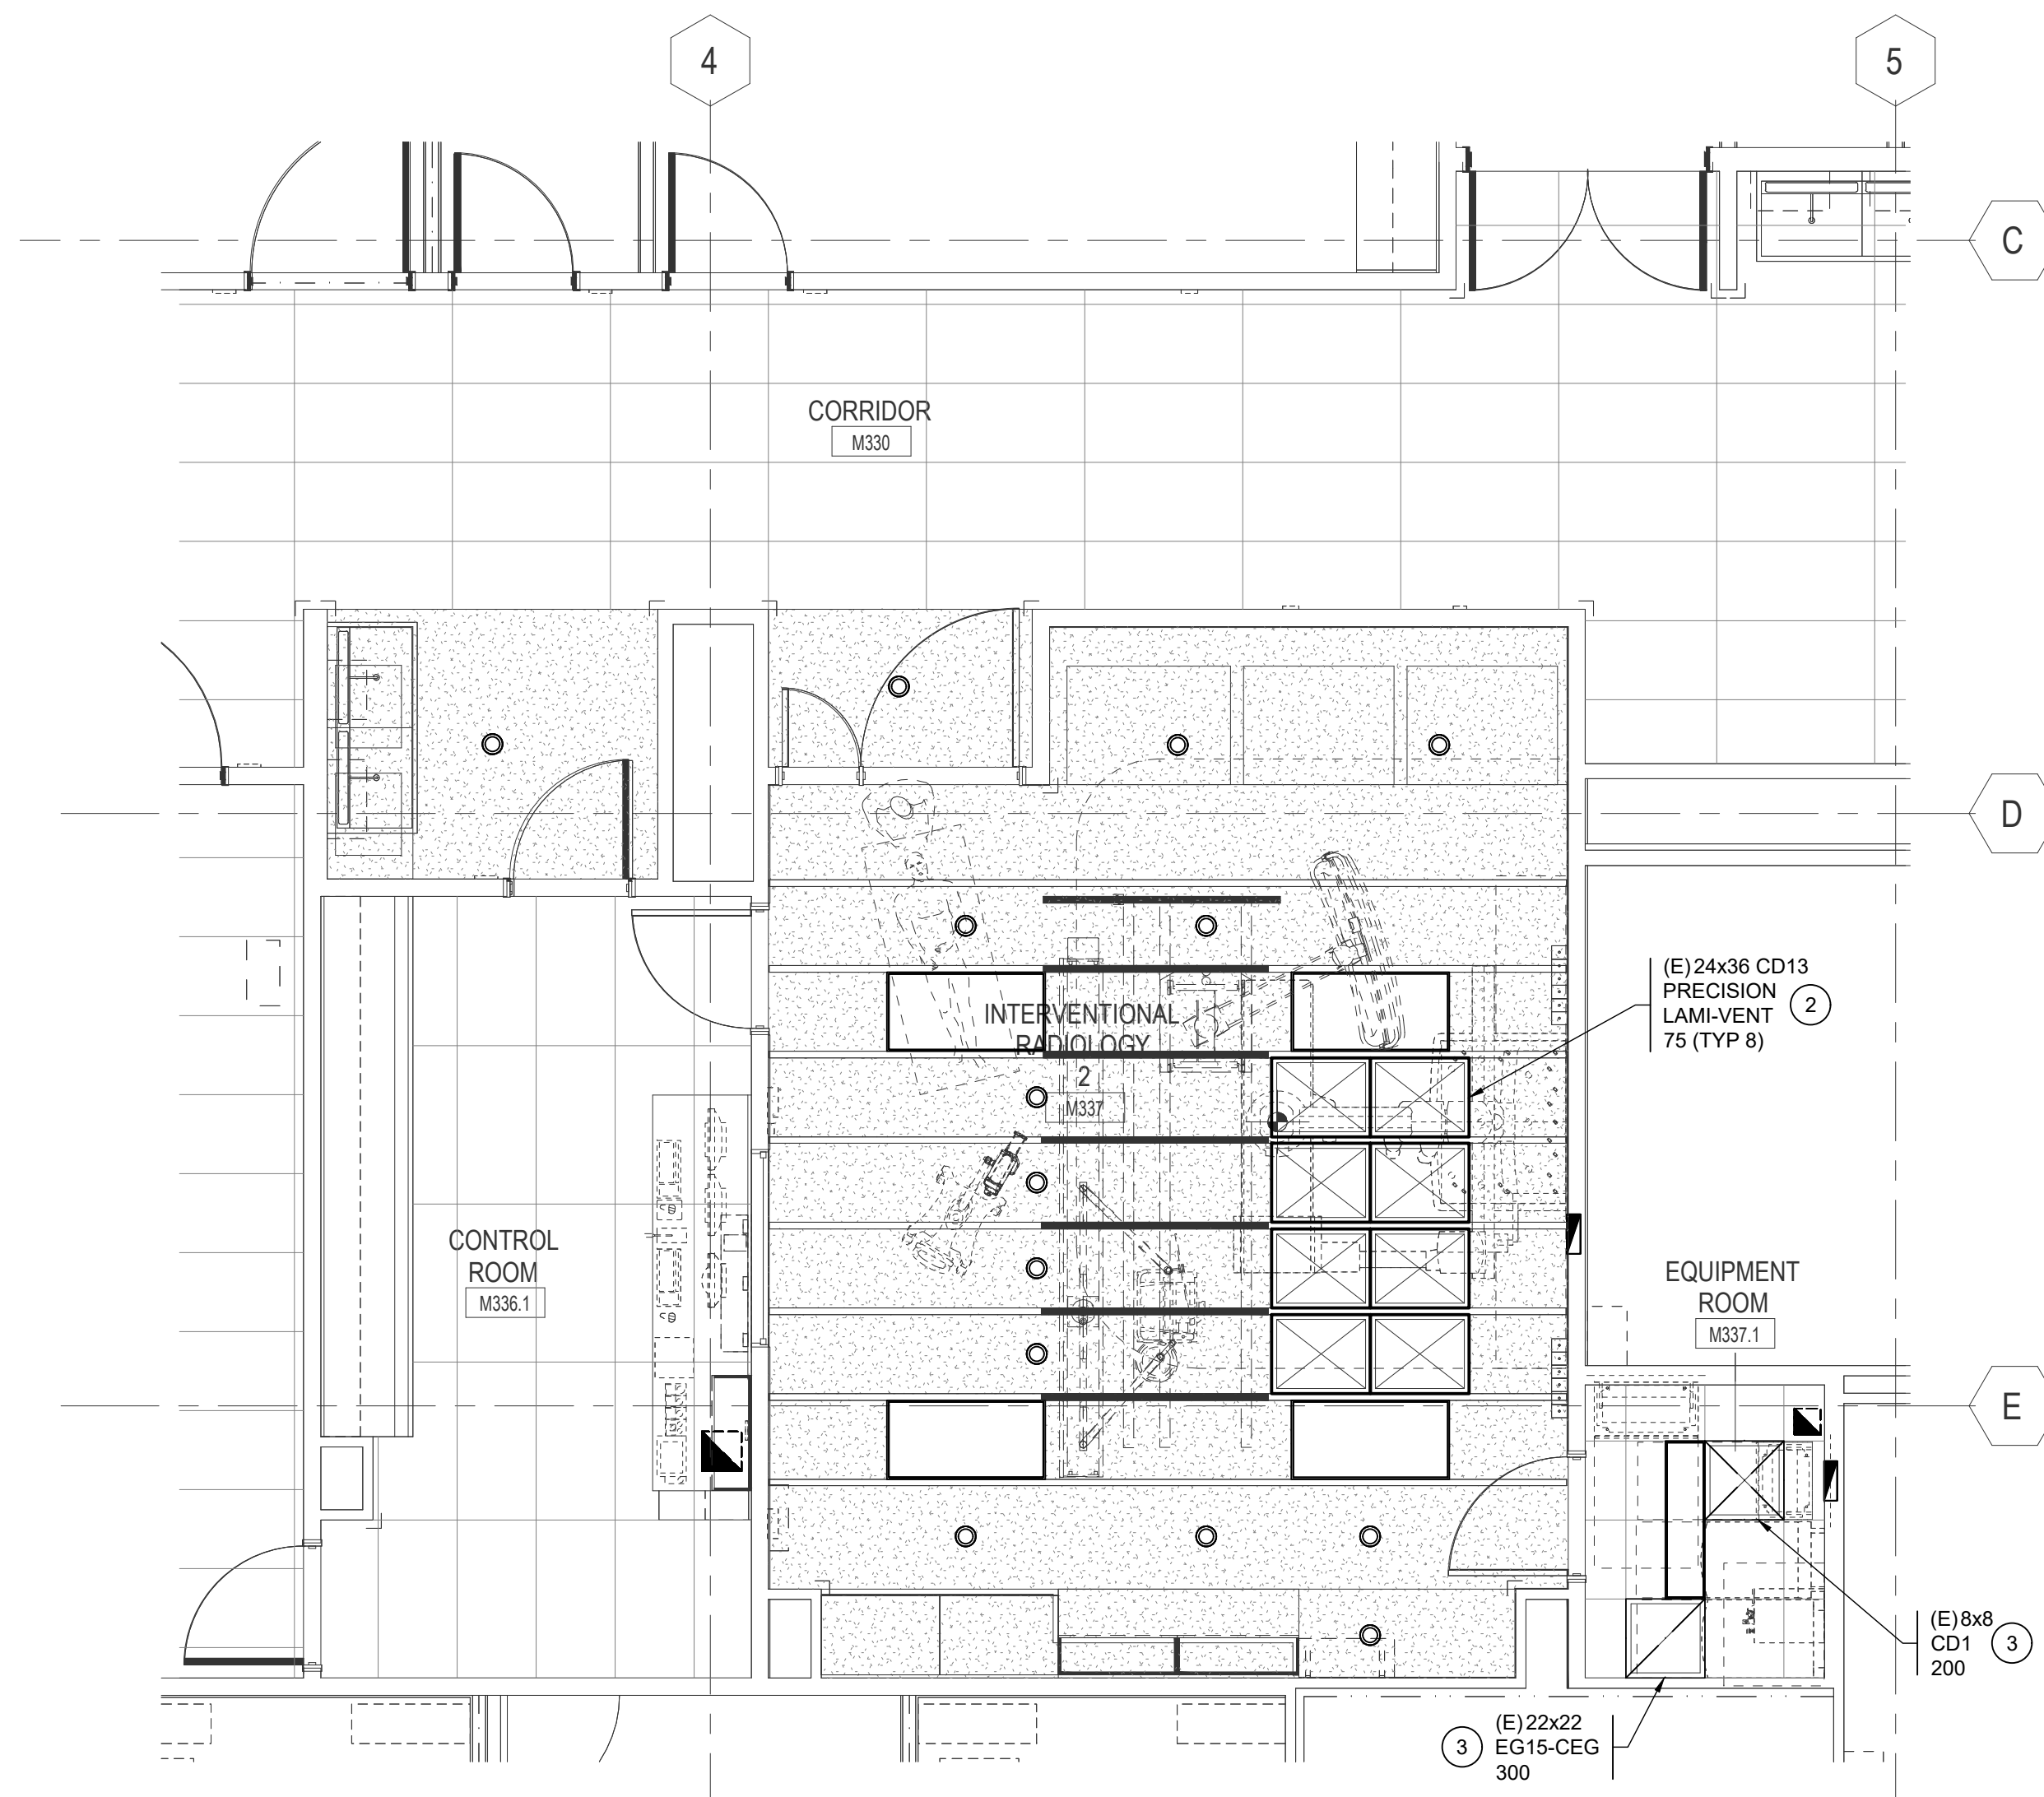 4
5
C
CORRIDOR
M330
D
(E) 24x36 CD13
PRECISION
LAMI-VENT
75 (TYP 8)
2
INTERVENTIONAL
RADIOLOGY
2
M337
CONTROL
ROOM
M336.1
EQUIPMENT
ROOM
M337.1
E
(E) 8x8
CD1
200
3
3
(E) 22x22
EG15-CEG
300